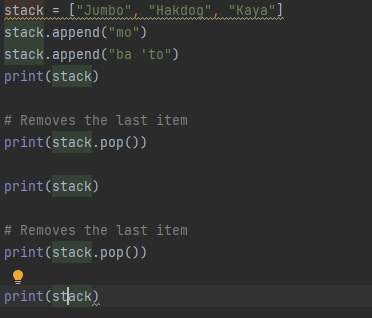 stack = ["Jumbo", "Hakdog", "Kaya"]
stack.append("mo")
stack.append("ba 'to")
print(stack)
# Removes the last item
print(stack.pop())
print(stack)
# Removes the last item
print(stack.pop())
print(stack)